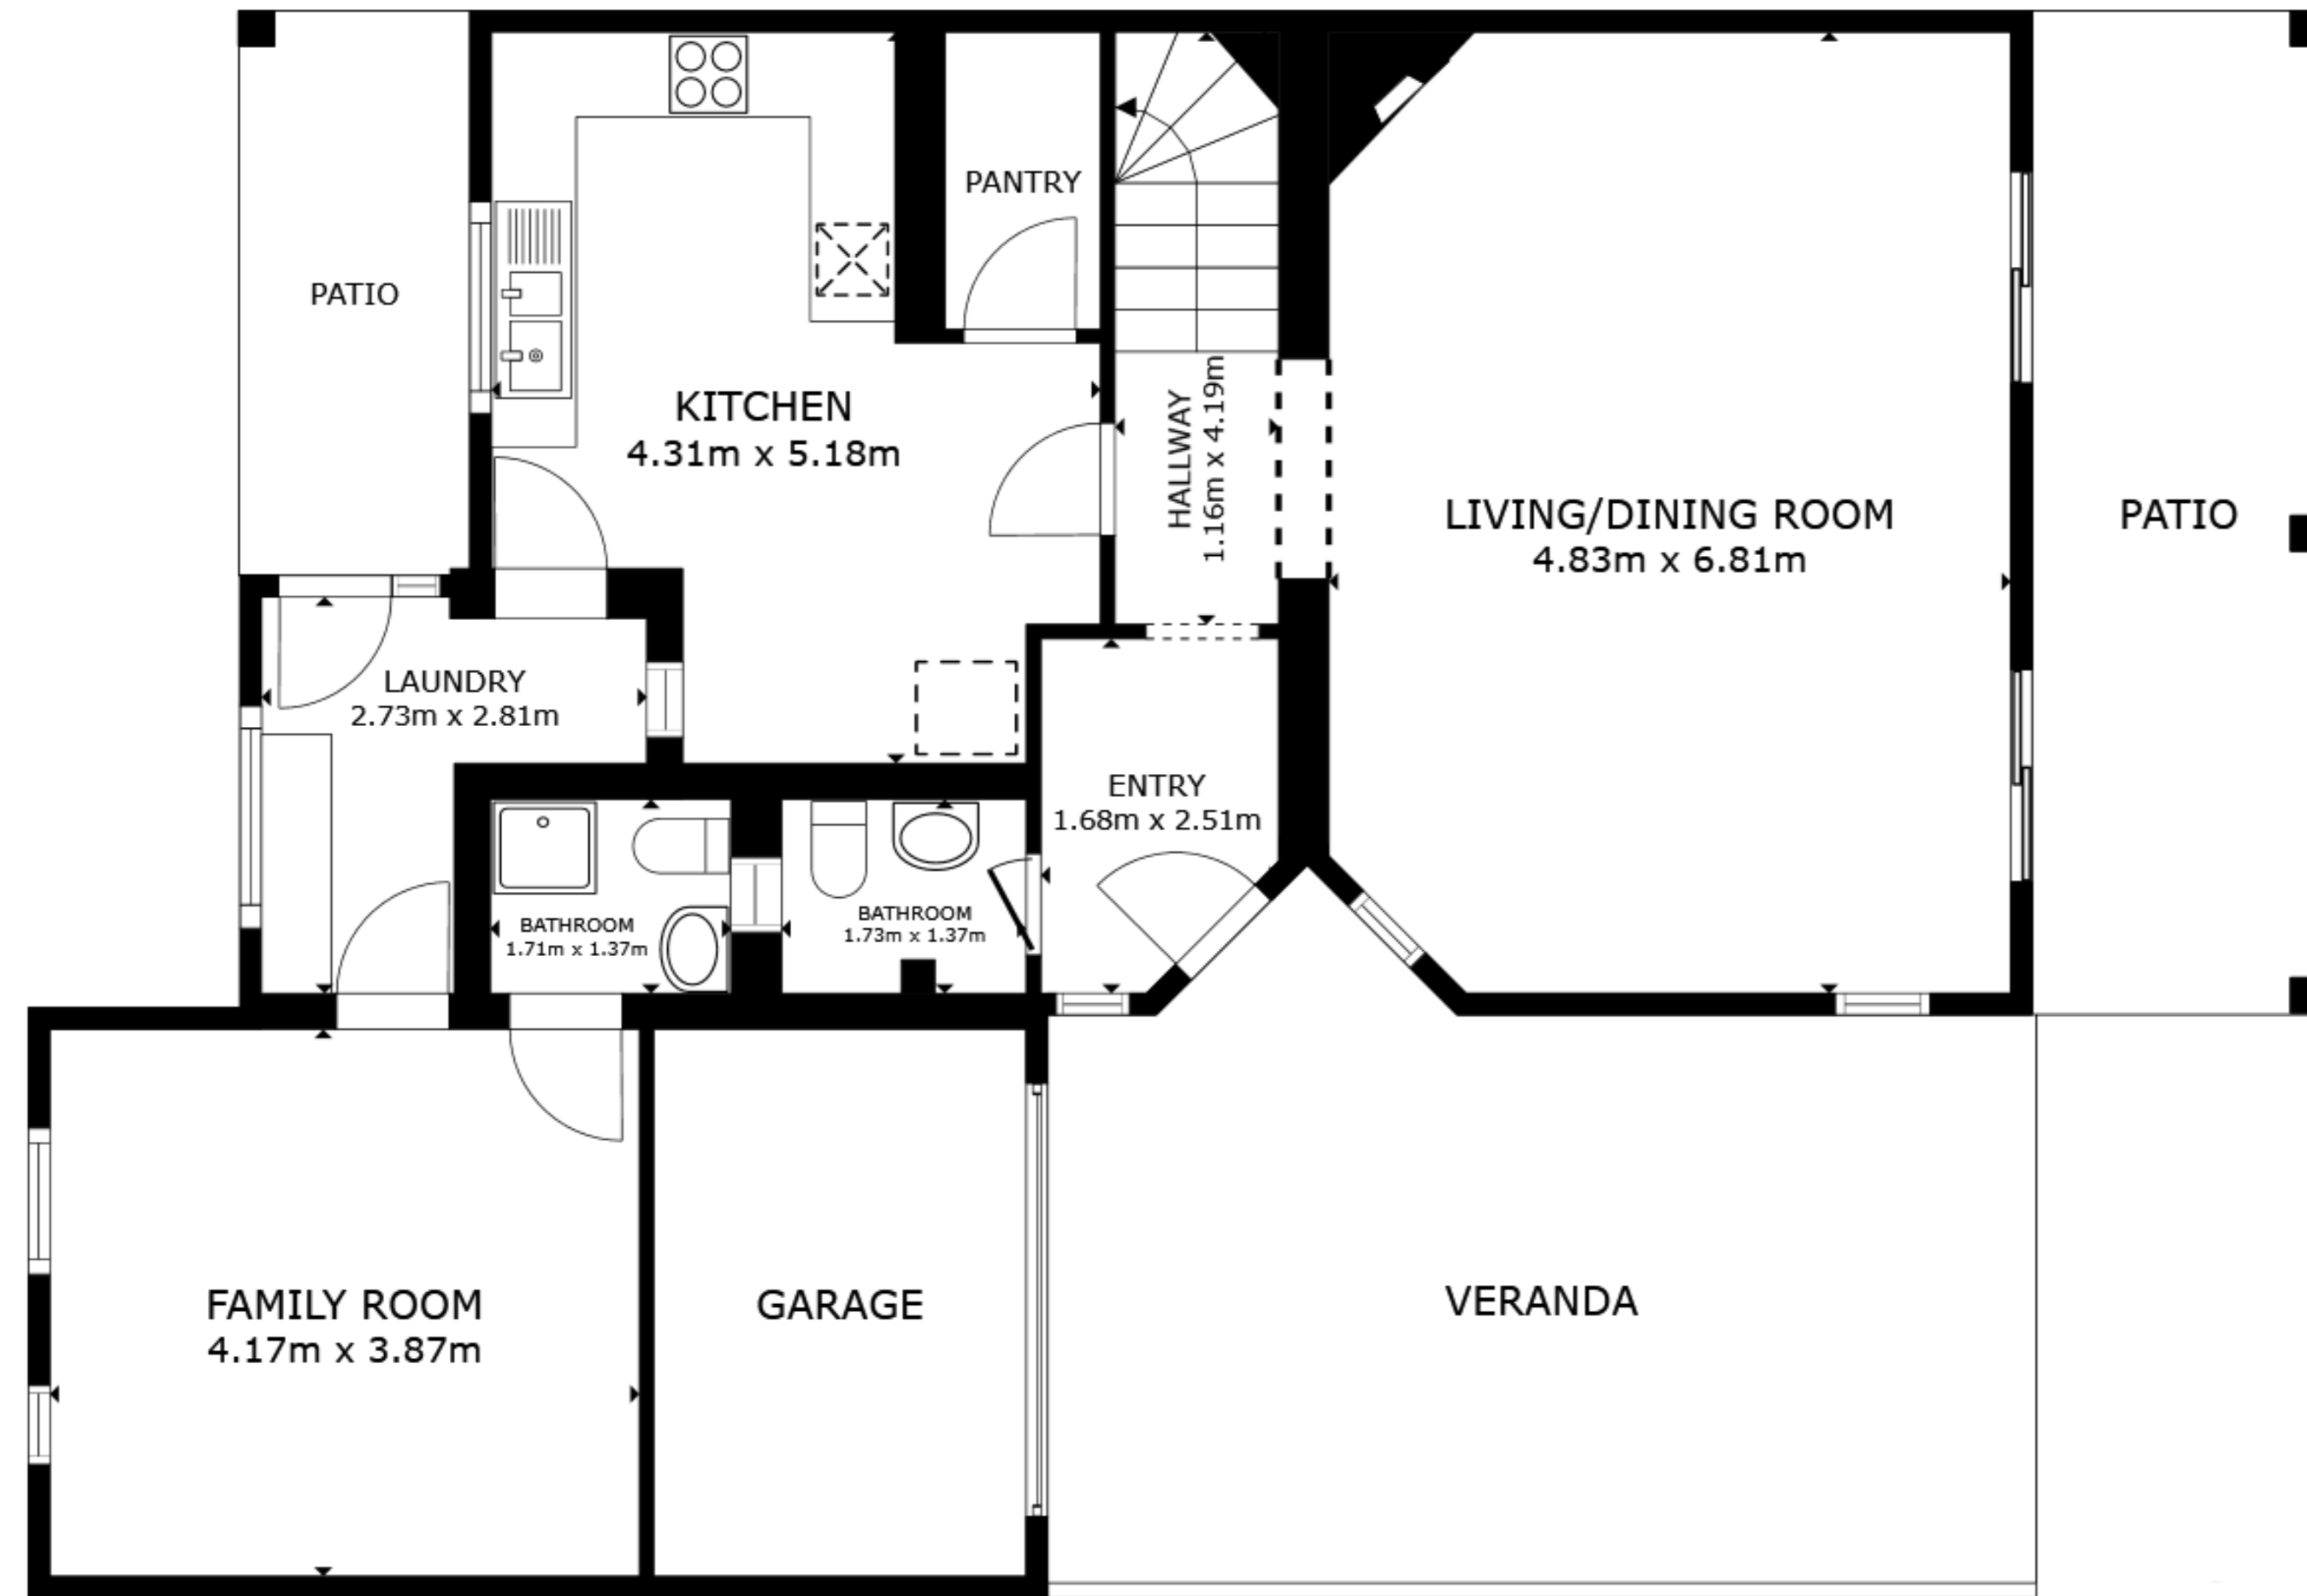 PANTRY
PATIO
KITCHEN
4.31m x 5.18m
HALLWAY
1.16m x 4.19m
LIVING/DINING ROOM
4.83m x 6.81m
PATIO
LAUNDRY
2.73m x 2.81m
ENTRY
1.68m x 2.51m
BATHROOM
1.71m x 1.37m
BATHROOM
1.73m x 1.37m
FAMILY ROOM
4.17m x 3.87m
GARAGE
VERANDA